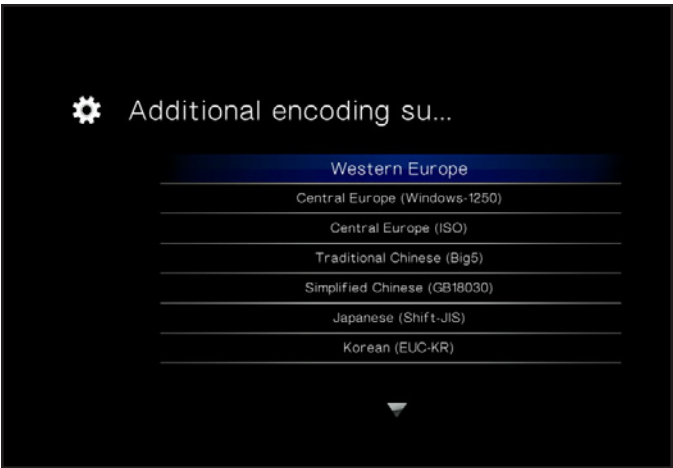 Additional encoding su...
Western Europe
Central Europe (Windows-1250)
Central Europe (ISO)
Traditional Chinese (Big5)
Simplified Chinese (GB18030)
Japanese (Shift-JIS)
Korean (EUC-KR)